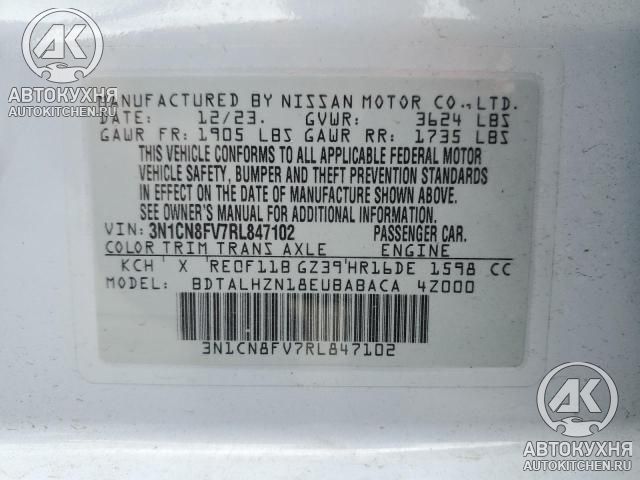 AK
АВТОКУХНЯ
AUTOKITCHEN.RU
MANUFACTURED BY NISSAN MOTOR CO., LTD.
DATE: 12/23. GVWR: 3624 LBS
GAWR FR: 1905 LBS GAWR RR: 1735 LBS
THIS VEHICLE CONFORMS TO ALL APPLICABLE FEDERAL MOTOR
VEHICLE SAFETY, BUMPER AND THEFT PREVENTION STANDARDS
IN EFFECT ON THE DATE OF MANUFACTURE SHOWN ABOVE.
SEE OWNER'S MANUAL FOR ADDITIONAL INFORMATION.
VIN: 3N1CN8FV7RL847102 PASSENGER CAR.
COLOR TRIM TRANS AXLE ENGINE
KCH X RE0F11B GZ39 HR16DE 1598 CC
MODEL: BDTALHZN18EUBABACA 4Z000
3N1CN8FV7RL847102
AK
АВТОКУХНЯ
AUTOKITCHEN.RU